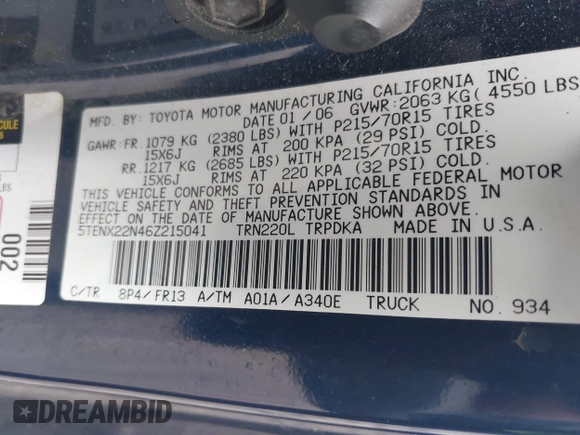 MFD. BY: TOYOTA MOTOR MANUFACTURING CALIFORNIA INC.
DATE 01/06 GVWR: 2063 KG( 4550 LBS
GAWR: FR. 1079 KG (2380 LBS) WITH P215/70R15 TIRES
15X6J RIMS AT 200 KPA (29 PSI) COLD.
RR. 1217 KG (2685 LBS) WITH P215/70R15 TIRES
15X6J RIMS AT 220 KPA (32 PSI) COLD.
THIS VEHICLE CONFORMS TO ALL APPLICABLE FEDERAL MOTOR
VEHICLE SAFETY AND THEFT PREVENTION STANDARDS IN
EFFECT ON THE DATE OF MANUFACTURE SHOWN ABOVE.
5TENX22N46Z215041 TRN220L TRPDKA MADE IN U.S.A.
C/TR 8P4/FR13 A/TM A01A/A340E TRUCK NO. 934
002
DREAMBID